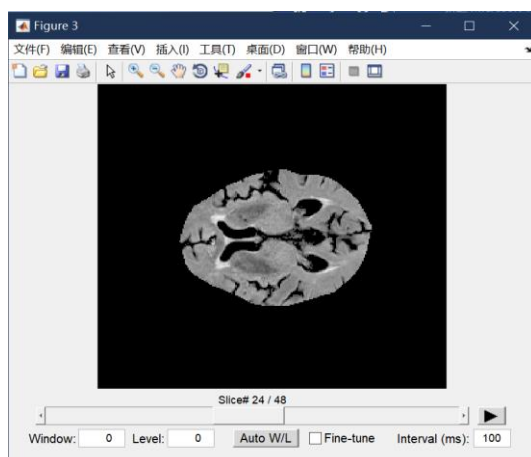 Figure 3
文件(F) 编辑(E) 查看(V) 插入(I) 工具(T) 桌面(D) 窗口(W) 帮助(H)
Slice# 24 / 48
Window: 0 Level: 0 Auto W/L Fine-tune Interval (ms): 100